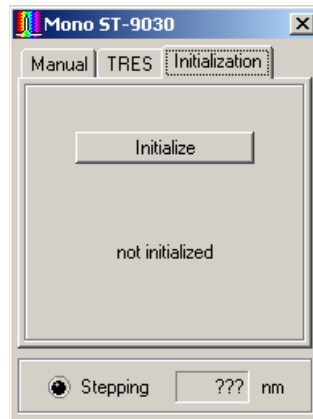 Mono ST-9030
Manual TRES Initialization
Initialize
not initialized
Stepping ??? nm